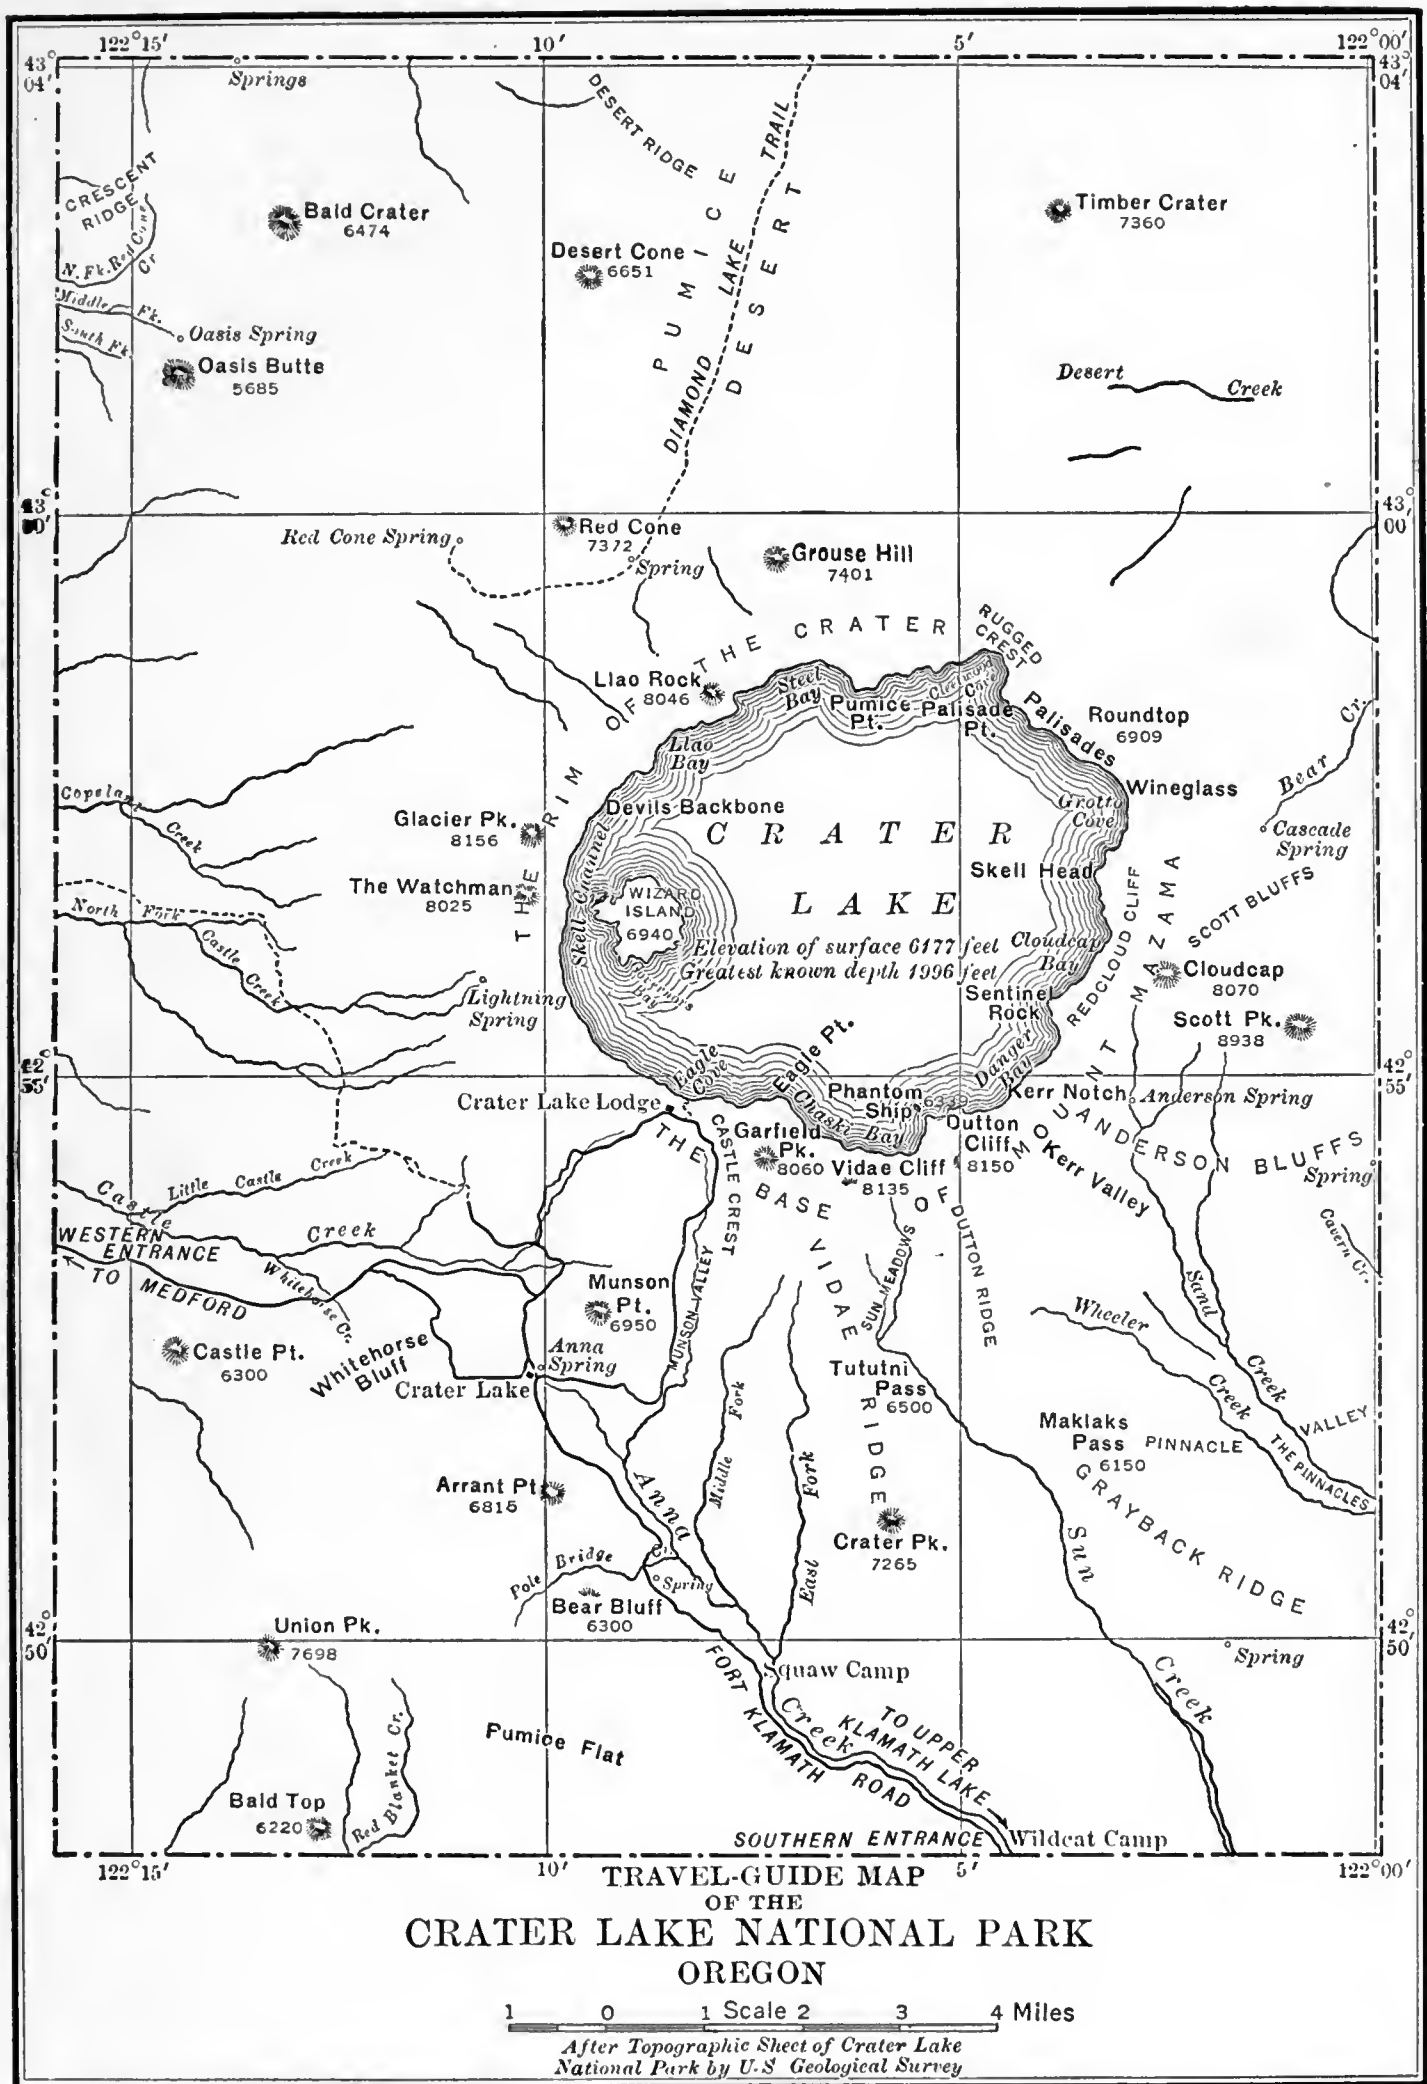 122°15′ 10′ 5′ 122°00′
43° 04′
43° 04′
Springs
DESERT RIDGE
PUMICE
DESERT
DIAMOND LAKE TRAIL
CRESCENT
RIDGE
N. Fk. Red Cone
Cr
Bald Crater
6474
Desert Cone
6651
Timber Crater
7360
Middle Fk.
South Fk.
Oasis Spring
Oasis Butte
5685
Desert Creek
43° 00′
43° 00′
Red Cone Spring
Red Cone
7372
Spring
Grouse Hill
7401
THE RIM OF THE CRATER
RUGGED
CREST
Llao Rock
8046
Steel
Bay
Cleetwood
Cove
Pumice
Pt.
Palisade
Pt.
Palisades
Roundtop
6909
Llao
Bay
Wineglass
Bear Cr.
Copeland
Creek
Devils Backbone
Grotto
Cove
Cascade
Spring
Glacier Pk.
8156
CRATER
LAKE
Skell Head
The Watchman
8025
Skell Channel
WIZARD
ISLAND
6940
REDCLOUD CLIFF
MOUNT MAZAMA
SCOTT BLUFFS
North Fork
Castle
Creek
Elevation of surface 6177 feet
Greatest known depth 1996 feet
Cloudcap
Bay
Cloudcap
8070
Lightning
Spring
Bay
Sentinel
Rock
Scott Pk.
8938
42° 55′
42° 55′
Eagle
Cove
Eagle Pt.
Danger
Bay
Crater Lake Lodge
Phantom
Ship
6339
Kerr Notch
Anderson Spring
Chaski
Bay
THE BASE OF
CASTLE CREST
Garfield
Pk.
8060
Vidae Cliff
8135
Dutton
Cliff
8150
Kerr Valley
ANDERSON BLUFFS
Spring
Little Castle Creek
Castle
Creek
WESTERN
ENTRANCE
TO MEDFORD
Whitehorse Cr.
MUNSON VALLEY
VIDAE RIDGE
SUN MEADOWS
DUTTON RIDGE
Cavern Cr.
Sand
Creek
Munson
Pt.
6950
Wheeler
Creek
Castle Pt.
6300
Whitehorse
Bluff
Anna
Spring
Crater Lake
Tututni
Pass
6500
Middle Fork
East Fork
Maklaks
Pass
6150
PINNACLE VALLEY
THE PINNACLES
GRAYBACK RIDGE
Arrant Pt.
6815
Anna
Crater Pk.
7265
Sun
Creek
Pole Bridge Cr.
Spring
Bear Bluff
6300
Union Pk.
7698
42° 50′
42° 50′
Spring
Squaw Camp
Creek
FORT KLAMATH ROAD
TO UPPER
KLAMATH LAKE
Pumice Flat
Red Blanket Cr.
Bald Top
6220
SOUTHERN ENTRANCE
Wildcat Camp
122°15′ 10′ 5′ 122°00′
TRAVEL-GUIDE MAP
OF THE
CRATER LAKE NATIONAL PARK
OREGON
1 0 1 Scale 2 3 4 Miles
After Topographic Sheet of Crater Lake
National Park by U.S Geological Survey